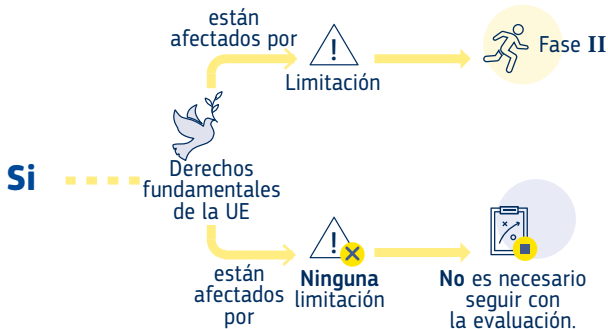 están
afectados por
Limitación
Fase II
Si
Derechos
fundamentales
de la UE
están
afectados
por
Ninguna
limitación
No es necesario
seguir con
la evaluación.